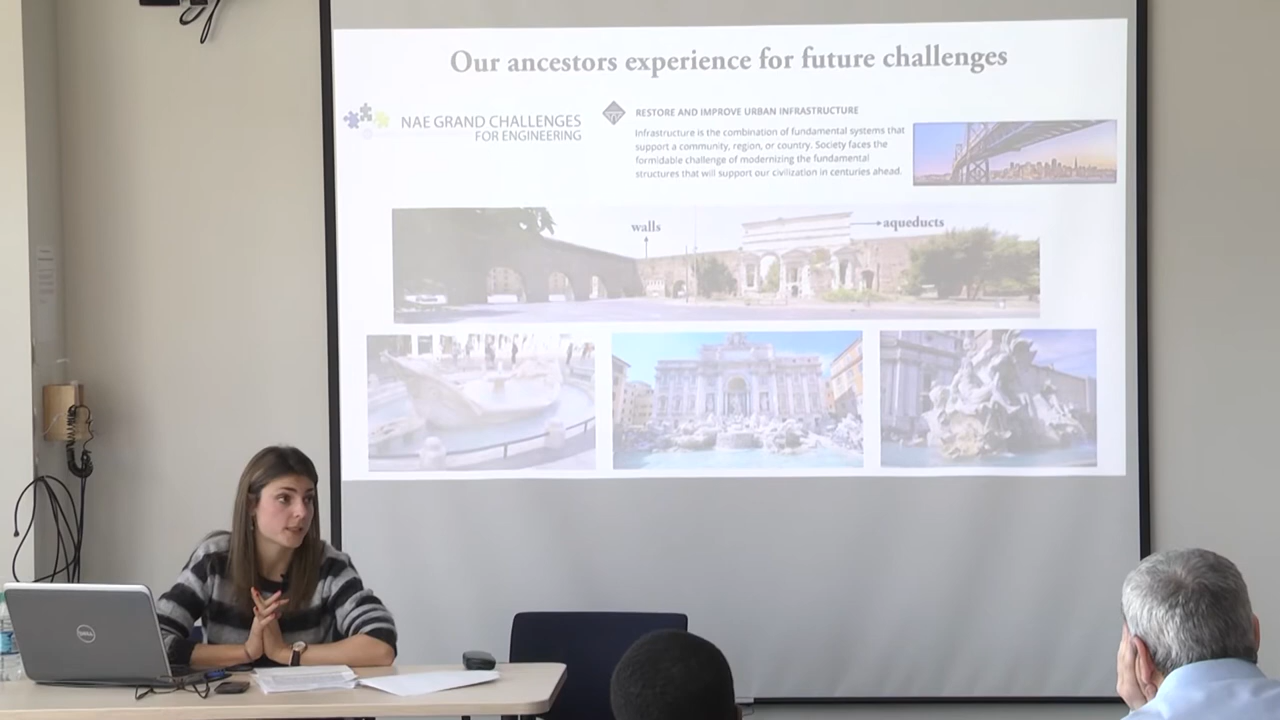 Our ancestors experience for future challenges
NAE GRAND CHALLENGES
FOR ENGINEERING
RESTORE AND IMPROVE URBAN INFRASTRUCTURE
Infrastructure is the combination of fundamental systems that
support a community, region, or country. Society faces the
formidable challenge of modernizing the fundamental
structures that will support our civilization in centuries ahead.
walls
aqueducts
DELL